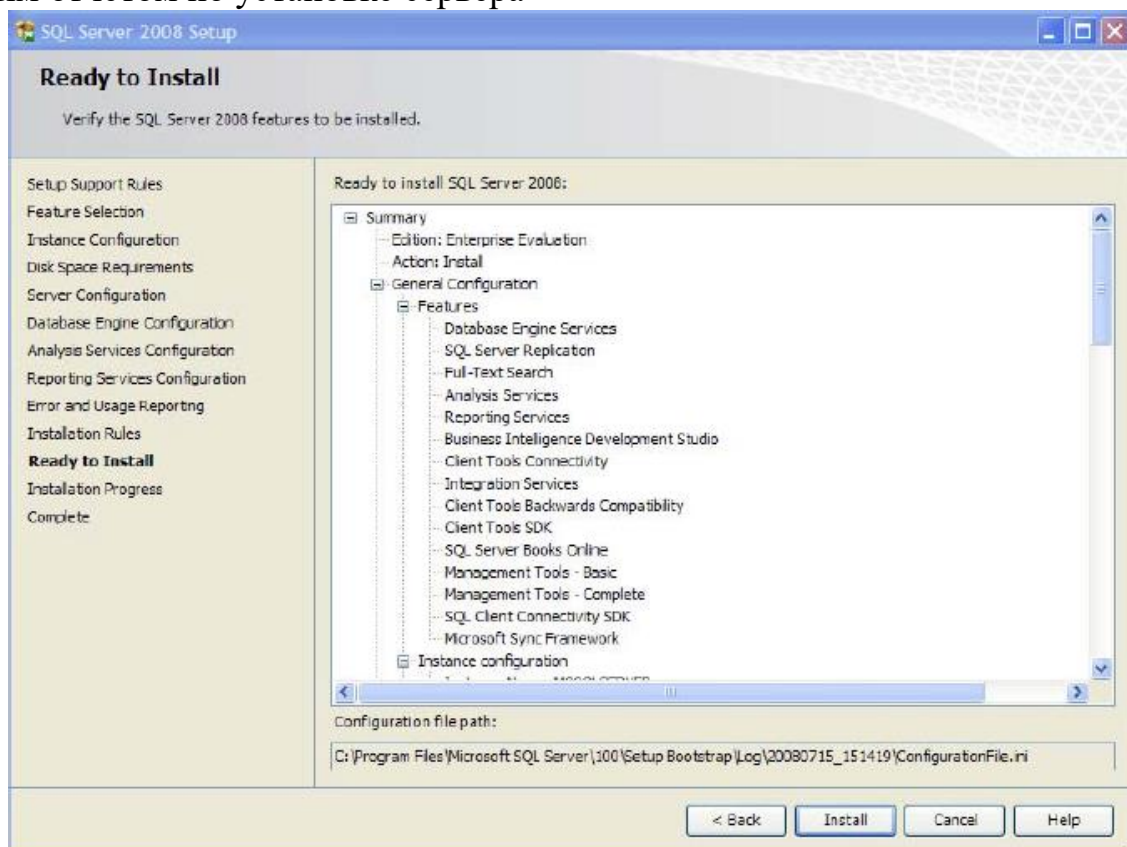 по установке сервера
SQL Server 2008 Setup
Ready to Install
Verify the SQL Server 2008 features to be installed.
Setup Support Rules
Feature Selection
Instance Configuration
Disk Space Requirements
Server Configuration
Database Engine Configuration
Analysis Services Configuration
Reporting Services Configuration
Error and Usage Reporting
Installation Rules
Ready to Install
Installation Progress
Complete
Ready to install SQL Server 2008:
Summary
Edition: Enterprise Evaluation
Action: Install
General Configuration
Features
Database Engine Services
SQL Server Replication
Full-Text Search
Analysis Services
Reporting Services
Business Intelligence Development Studio
Client Tools Connectivity
Integration Services
Client Tools Backwards Compatibility
Client Tools SDK
SQL Server Books Online
Management Tools - Basic
Management Tools - Complete
SQL Client Connectivity SDK
Microsoft Sync Framework
Instance configuration
Configuration file path:
C:\Program Files\Microsoft SQL Server\100\Setup Bootstrap\Log\20080715_151419\ConfigurationFile.ini
< Back
Install
Cancel
Help